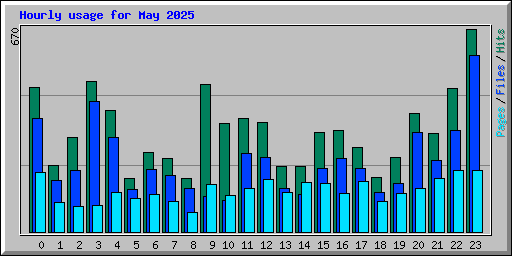 Hourly usage for May 2025
670
Pages / Files / Hits
0 1 2 3 4 5 6 7 8 9 10 11 12 13 14 15 16 17 18 19 20 21 22 23